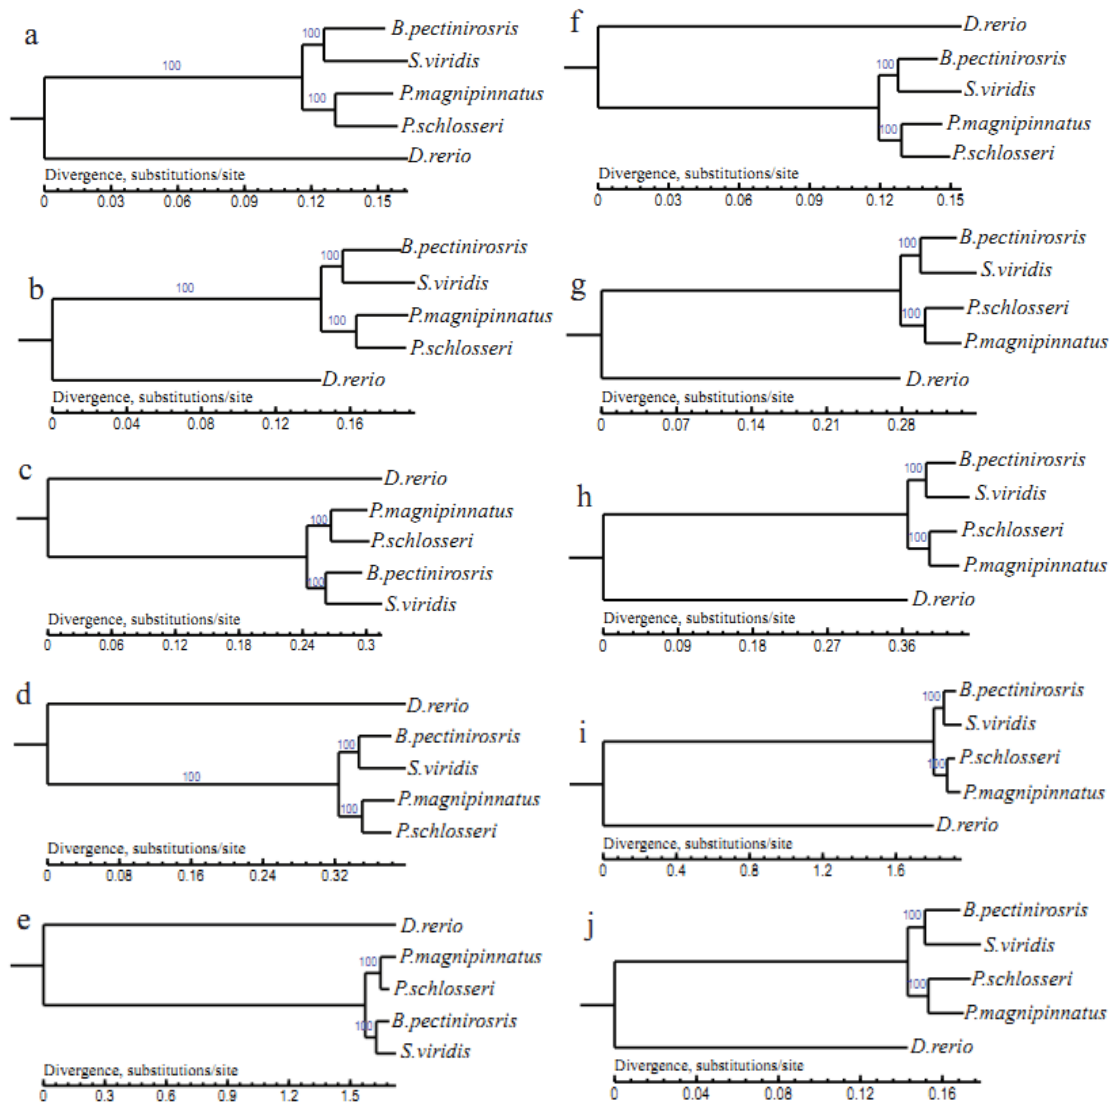 a
100
100
100
B.pectinirosris
S.viridis
P.magnipinnatus
P.schlosseri
D.rerio
Divergence, substitutions/site
0 0.03 0.06 0.09 0.12 0.15
b
100
100
100
B.pectinirosris
S.viridis
P.magnipinnatus
P.schlosseri
D.rerio
Divergence, substitutions/site
0 0.04 0.08 0.12 0.16
c
D.rerio
100
P.magnipinnatus
P.schlosseri
100
B.pectinirosris
S.viridis
Divergence, substitutions/site
0 0.06 0.12 0.18 0.24 0.3
d
D.rerio
100
100
B.pectinirosris
S.viridis
100
P.magnipinnatus
P.schlosseri
Divergence, substitutions/site
0 0.08 0.16 0.24 0.32
e
D.rerio
100
P.magnipinnatus
P.schlosseri
100
B.pectinirosris
S.viridis
Divergence, substitutions/site
0 0.3 0.6 0.9 1.2 1.5
f
D.rerio
100
B.pectinirosris
S.viridis
100
P.magnipinnatus
P.schlosseri
Divergence, substitutions/site
0 0.03 0.06 0.09 0.12 0.15
g
100
B.pectinirosris
S.viridis
100
P.schlosseri
P.magnipinnatus
D.rerio
Divergence, substitutions/site
0 0.07 0.14 0.21 0.28
h
100
B.pectinirosris
S.viridis
100
P.schlosseri
P.magnipinnatus
D.rerio
Divergence, substitutions/site
0 0.09 0.18 0.27 0.36
i
100
B.pectinirosris
S.viridis
100
P.schlosseri
P.magnipinnatus
D.rerio
Divergence, substitutions/site
0 0.4 0.8 1.2 1.6
j
100
B.pectinirosris
S.viridis
100
P.schlosseri
P.magnipinnatus
D.rerio
Divergence, substitutions/site
0 0.04 0.08 0.12 0.16